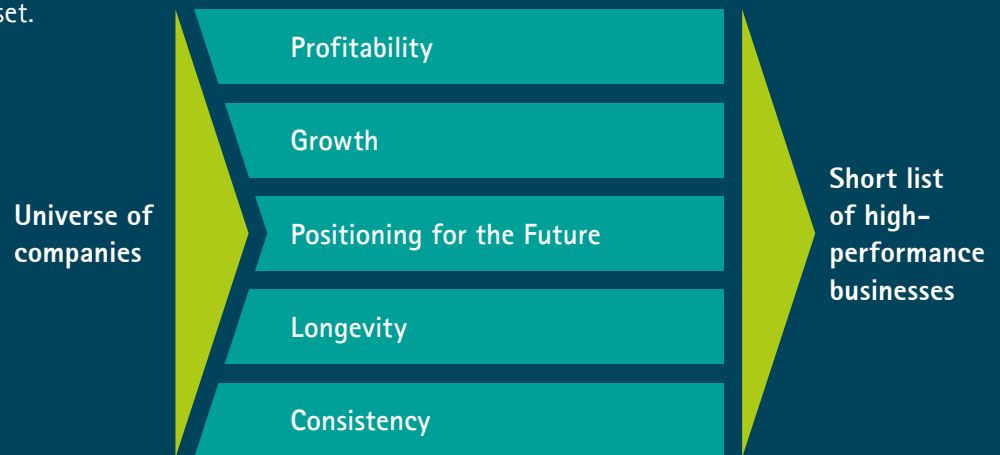 set.
Universe of
companies
Profitability
Growth
Positioning for the Future
Longevity
Consistency
Short list
of high-
performance
businesses